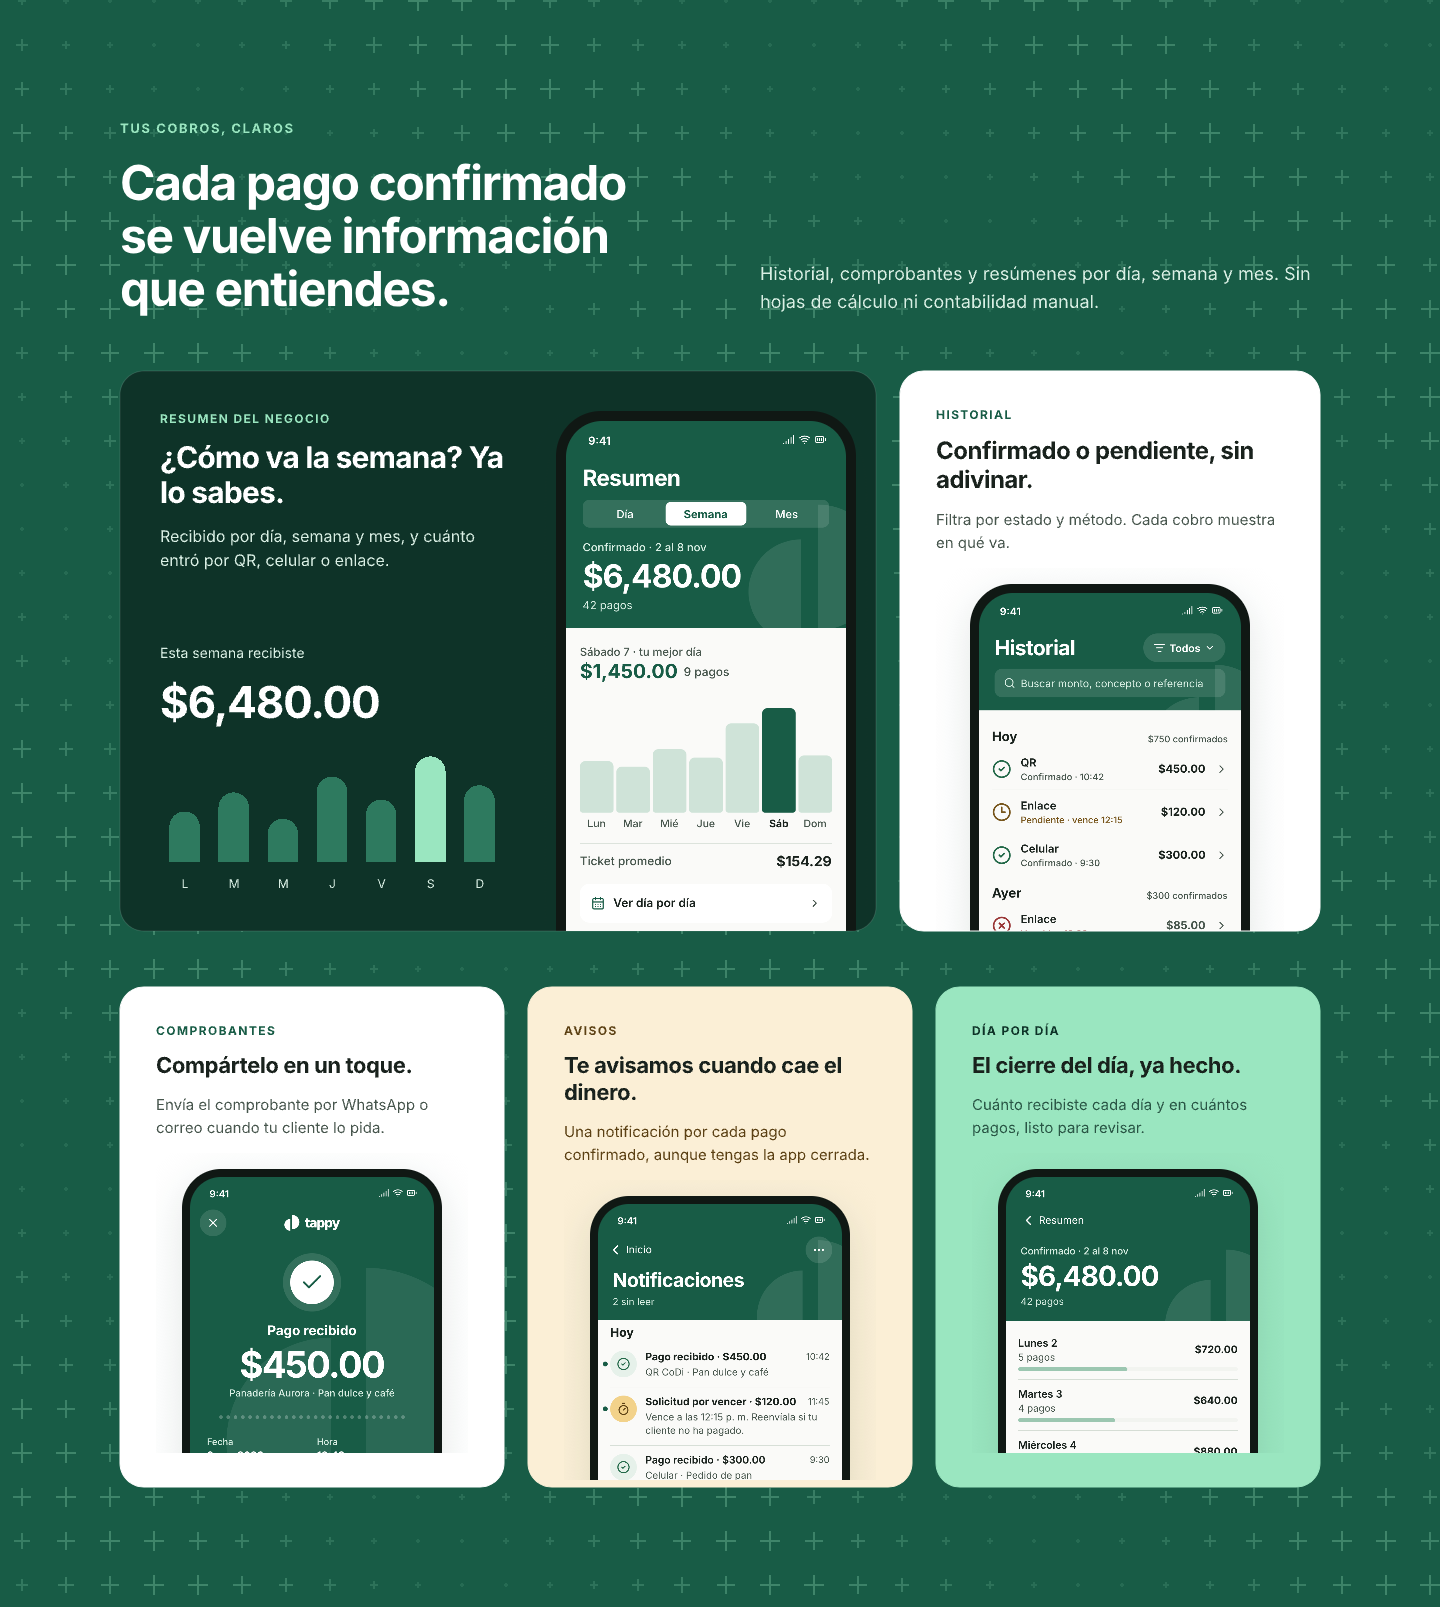 TUS COBROS, CLAROS
Cada pago confirmado
se vuelve información
que entiendes.
Historial, comprobantes y resúmenes por día, semana y mes. Sin
hojas de cálculo ni contabilidad manual.
RESUMEN DEL NEGOCIO
¿Cómo va la semana? Ya
lo sabes.
Recibido por día, semana y mes, y cuánto
entró por QR, celular o enlace.
Esta semana recibiste
$6,480.00
L M M J V S D
9:41
Resumen
Día Semana Mes
Confirmado · 2 al 8 nov
$6,480.00
42 pagos
Sábado 7 · tu mejor día
$1,450.00 9 pagos
Lun Mar Mié Jue Vie Sáb Dom
Ticket promedio $154.29
Ver día por día
HISTORIAL
Confirmado o pendiente, sin
adivinar.
Filtra por estado y método. Cada cobro muestra
en qué va.
9:41
Historial Todos
Buscar monto, concepto o referencia
Hoy $750 confirmados
QR
Confirmado · 10:42 $450.00
Enlace
Pendiente · vence 12:15 $120.00
Celular
Confirmado · 9:30 $300.00
Ayer $300 confirmados
Enlace $85.00
COMPROBANTES
Compártelo en un toque.
Envía el comprobante por WhatsApp o
correo cuando tu cliente lo pida.
9:41
tappy
Pago recibido
$450.00
Panadería Aurora · Pan dulce y café
Fecha Hora
AVISOS
Te avisamos cuando cae el
dinero.
Una notificación por cada pago
confirmado, aunque tengas la app cerrada.
9:41
Inicio
Notificaciones
2 sin leer
Hoy
Pago recibido · $450.00 10:42
QR CoDi · Pan dulce y café
Solicitud por vencer · $120.00 11:45
Vence a las 12:15 p. m. Reenvíala si tu
cliente no ha pagado.
Pago recibido · $300.00 9:30
Celular · Pedido de pan
DÍA POR DÍA
El cierre del día, ya hecho.
Cuánto recibiste cada día y en cuántos
pagos, listo para revisar.
9:41
Resumen
Confirmado · 2 al 8 nov
$6,480.00
42 pagos
Lunes 2
5 pagos $720.00
Martes 3
4 pagos $640.00
Miércoles 4 $880.00